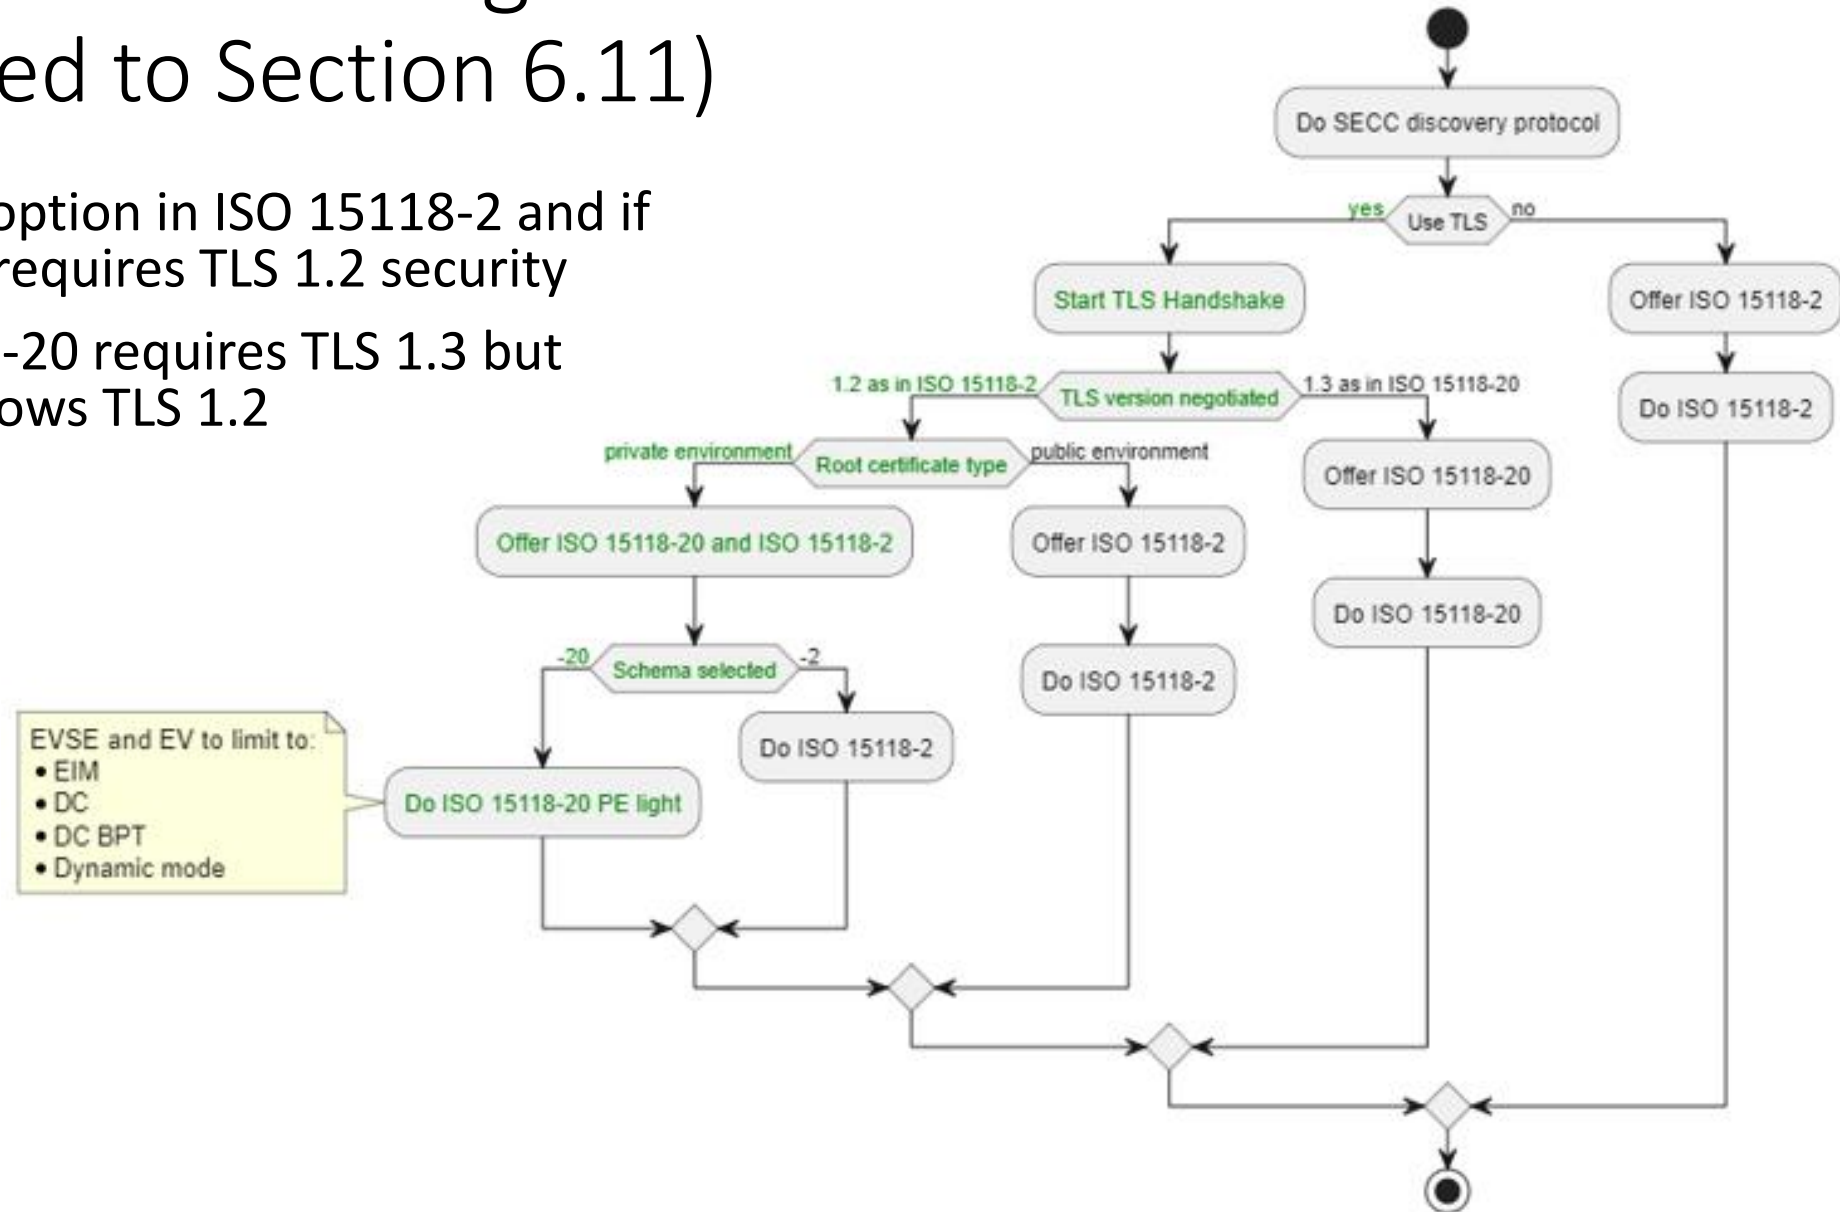 ed to Section 6.11)
option in ISO 15118-2 and if
requires TLS 1.2 security
-20 requires TLS 1.3 but
ows TLS 1.2
Do SECC discovery protocol
yes
Use TLS
no
Start TLS Handshake
Offer ISO 15118-2
1.2 as in ISO 15118-2
TLS version negotiated
1.3 as in ISO 15118-20
Do ISO 15118-2
private environment
Root certificate type
public environment
Offer ISO 15118-20
Offer ISO 15118-20 and ISO 15118-2
Offer ISO 15118-2
Do ISO 15118-20
-20
Schema selected
-2
Do ISO 15118-2
Do ISO 15118-2
EVSE and EV to limit to:
• EIM
• DC
• DC BPT
• Dynamic mode
Do ISO 15118-20 PE light